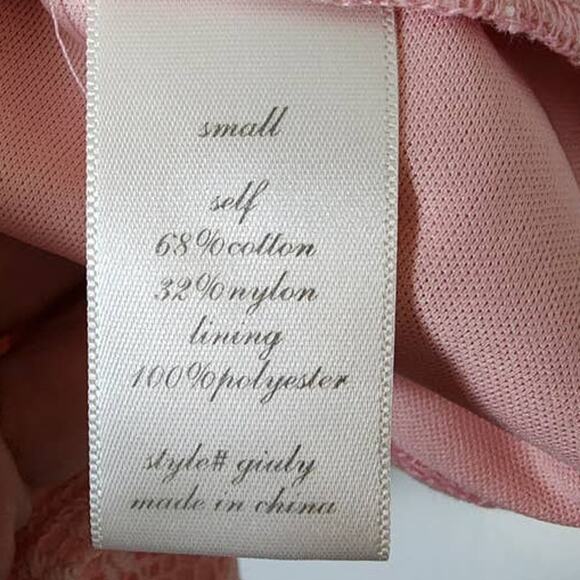 small
self
68%cotton
32%nylon
lining
100%polyester
style# giuly
made in china